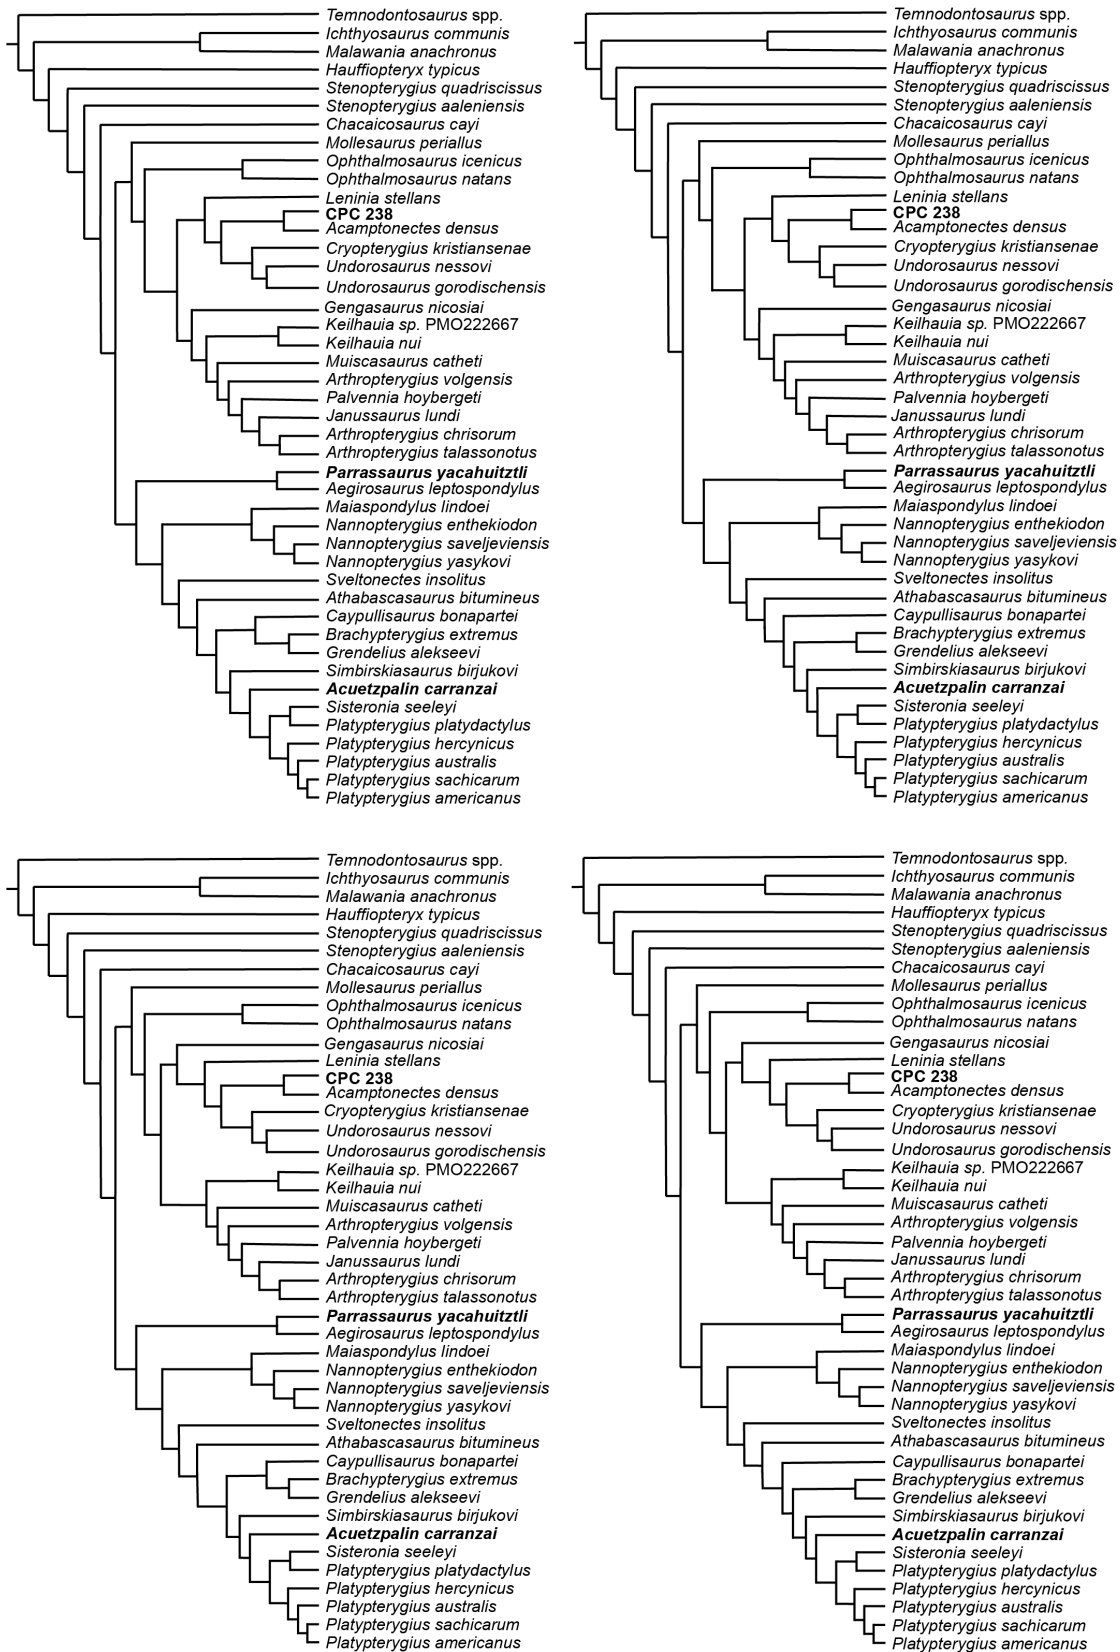 Temnodontosaurus spp.
Ichthyosaurus communis
Malawania anachronus
Hauffiopteryx typicus
Stenopterygius quadriscissus
Stenopterygius aaleniensis
Chacaicosaurus cayi
Mollesaurus periallus
Ophthalmosaurus icenicus
Ophthalmosaurus natans
Leninia stellans
CPC 238
Acamptonectes densus
Cryopterygius kristiansenae
Undorosaurus nessovi
Undorosaurus gorodischensis
Gengasaurus nicosiai
Keilhauia sp. PMO222667
Keilhauia nui
Muiscasaurus catheti
Arthropterygius volgensis
Palvennia hoybergeti
Janussaurus lundi
Arthropterygius chrisorum
Arthropterygius talassonotus
Parrassaurus yacahuitztli
Aegirosaurus leptospondylus
Maiaspondylus lindoei
Nannopterygius enthekiodon
Nannopterygius saveljeviensis
Nannopterygius yasykovi
Sveltonectes insolitus
Athabascasaurus bitumineus
Caypullisaurus bonapartei
Brachypterygius extremus
Grendelius alekseevi
Simbirskiasaurus birjukovi
Acuetzpalin carranzai
Sisteronia seeleyi
Platypterygius platydactylus
Platypterygius hercynicus
Platypterygius australis
Platypterygius sachicarum
Platypterygius americanus
Temnodontosaurus spp.
Ichthyosaurus communis
Malawania anachronus
Hauffiopteryx typicus
Stenopterygius quadriscissus
Stenopterygius aaleniensis
Chacaicosaurus cayi
Mollesaurus periallus
Ophthalmosaurus icenicus
Ophthalmosaurus natans
Leninia stellans
CPC 238
Acamptonectes densus
Cryopterygius kristiansenae
Undorosaurus nessovi
Undorosaurus gorodischensis
Gengasaurus nicosiai
Keilhauia sp. PMO222667
Keilhauia nui
Muiscasaurus catheti
Arthropterygius volgensis
Palvennia hoybergeti
Janussaurus lundi
Arthropterygius chrisorum
Arthropterygius talassonotus
Parrassaurus yacahuitztli
Aegirosaurus leptospondylus
Maiaspondylus lindoei
Nannopterygius enthekiodon
Nannopterygius saveljeviensis
Nannopterygius yasykovi
Sveltonectes insolitus
Athabascasaurus bitumineus
Caypullisaurus bonapartei
Brachypterygius extremus
Grendelius alekseevi
Simbirskiasaurus birjukovi
Acuetzpalin carranzai
Sisteronia seeleyi
Platypterygius platydactylus
Platypterygius hercynicus
Platypterygius australis
Platypterygius sachicarum
Platypterygius americanus
Temnodontosaurus spp.
Ichthyosaurus communis
Malawania anachronus
Hauffiopteryx typicus
Stenopterygius quadriscissus
Stenopterygius aaleniensis
Chacaicosaurus cayi
Mollesaurus periallus
Ophthalmosaurus icenicus
Ophthalmosaurus natans
Gengasaurus nicosiai
Leninia stellans
CPC 238
Acamptonectes densus
Cryopterygius kristiansenae
Undorosaurus nessovi
Undorosaurus gorodischensis
Keilhauia sp. PMO222667
Keilhauia nui
Muiscasaurus catheti
Arthropterygius volgensis
Palvennia hoybergeti
Janussaurus lundi
Arthropterygius chrisorum
Arthropterygius talassonotus
Parrassaurus yacahuitztli
Aegirosaurus leptospondylus
Maiaspondylus lindoei
Nannopterygius enthekiodon
Nannopterygius saveljeviensis
Nannopterygius yasykovi
Sveltonectes insolitus
Athabascasaurus bitumineus
Caypullisaurus bonapartei
Brachypterygius extremus
Grendelius alekseevi
Simbirskiasaurus birjukovi
Acuetzpalin carranzai
Sisteronia seeleyi
Platypterygius platydactylus
Platypterygius hercynicus
Platypterygius australis
Platypterygius sachicarum
Platypterygius americanus
Temnodontosaurus spp.
Ichthyosaurus communis
Malawania anachronus
Hauffiopteryx typicus
Stenopterygius quadriscissus
Stenopterygius aaleniensis
Chacaicosaurus cayi
Mollesaurus periallus
Ophthalmosaurus icenicus
Ophthalmosaurus natans
Gengasaurus nicosiai
Leninia stellans
CPC 238
Acamptonectes densus
Cryopterygius kristiansenae
Undorosaurus nessovi
Undorosaurus gorodischensis
Keilhauia sp. PMO222667
Keilhauia nui
Muiscasaurus catheti
Arthropterygius volgensis
Palvennia hoybergeti
Janussaurus lundi
Arthropterygius chrisorum
Arthropterygius talassonotus
Parrassaurus yacahuitztli
Aegirosaurus leptospondylus
Maiaspondylus lindoei
Nannopterygius enthekiodon
Nannopterygius saveljeviensis
Nannopterygius yasykovi
Sveltonectes insolitus
Athabascasaurus bitumineus
Caypullisaurus bonapartei
Brachypterygius extremus
Grendelius alekseevi
Simbirskiasaurus birjukovi
Acuetzpalin carranzai
Sisteronia seeleyi
Platypterygius platydactylus
Platypterygius hercynicus
Platypterygius australis
Platypterygius sachicarum
Platypterygius americanus